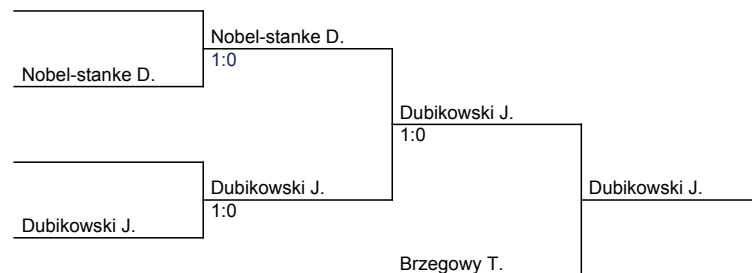 Nobel-stanke D.
1:0
Nobel-stanke D.
Dubikowski J.
1:0
Dubikowski J.
Dubikowski J.
1:0
Dubikowski J.
Brzegowy T.